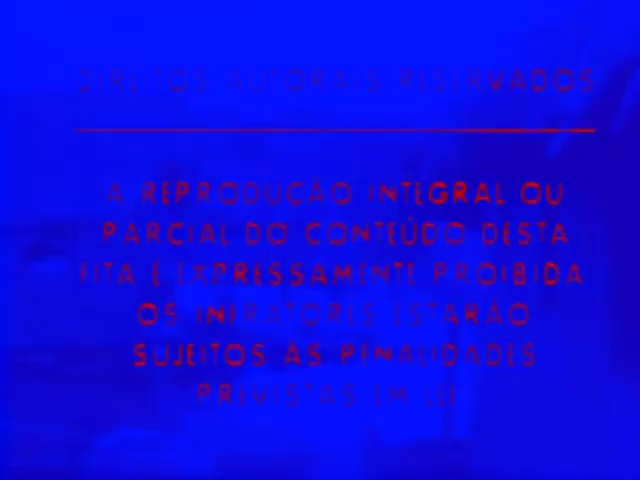 DIREITOS AUTORAIS RESERVADOS
A REPRODUÇÃO INTEGRAL OU
PARCIAL DO CONTEÚDO DESTA
FITA É EXPRESSAMENTE PROIBIDA
OS INFRATORES ESTARÃO
SUJEITOS AS PENALIDADES
PREVISTAS EM LEI